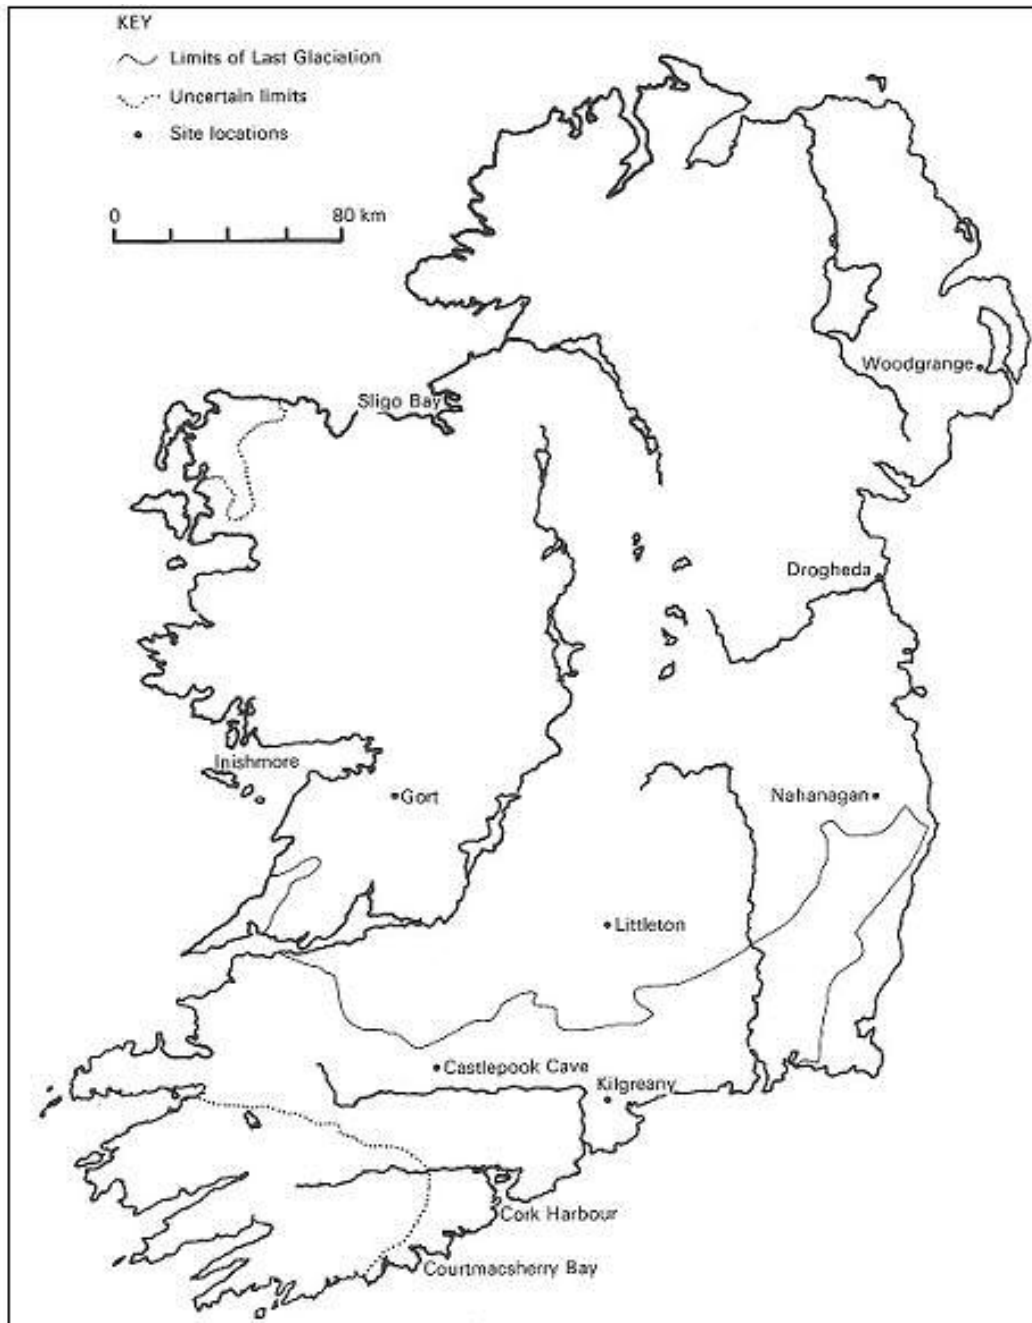 KEY
Limits of Last Glaciation
Uncertain limits
Site locations
0 80 km
Woodgrange
Sligo Bay
Drogheda
Inishmore
Gort
Nahanagan
Littleton
Castlepook Cave
Kilgreany
Cork Harbour
Courtmacsherry Bay